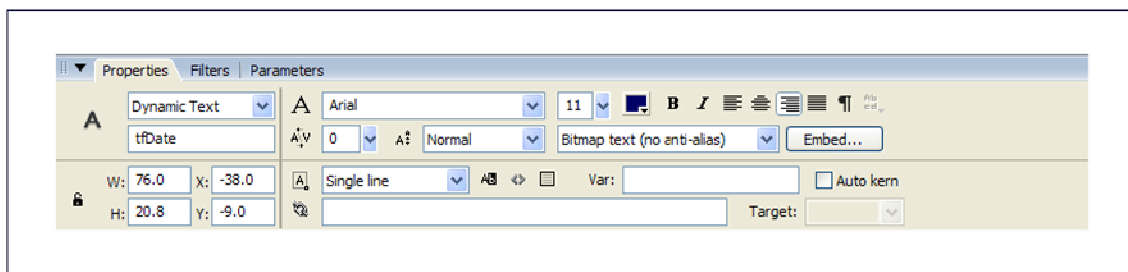 Properties Filters Parameters
A Dynamic Text A Arial 11 B I ¶
tfDate A|V 0 A Normal Bitmap text (no anti-alias) Embed...
W: 76.0 X: -38.0 A Single line AB Var: Auto kern
H: 20.8 Y: -9.0 Target: